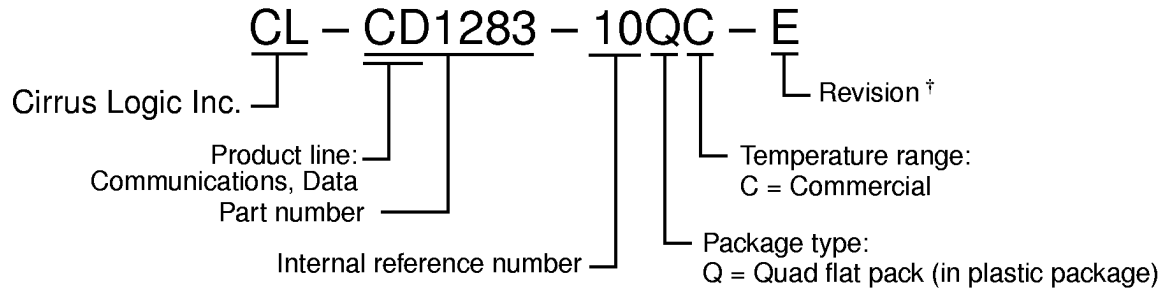 CL – CD1283 – 10QC – E
Cirrus Logic Inc.
Revision †
Product line:
Communications, Data
Part number
Temperature range:
C = Commercial
Internal reference number
Package type:
Q = Quad flat pack (in plastic package)